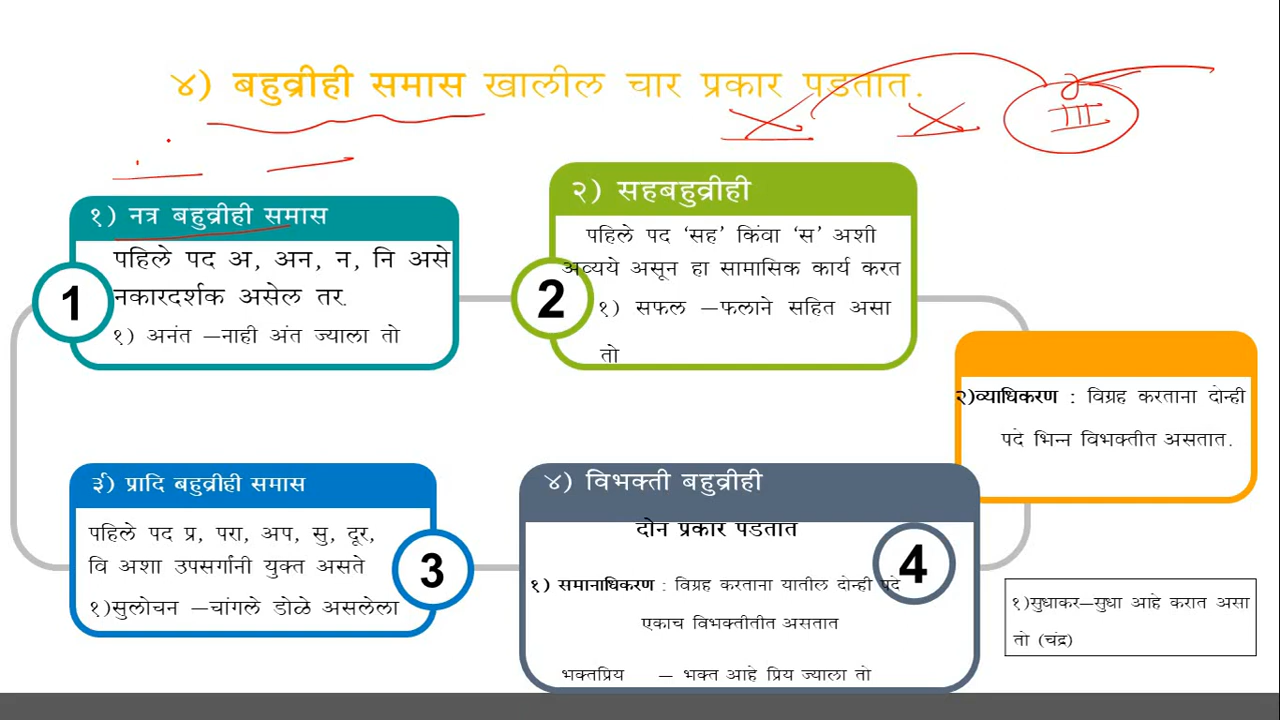 ४) बहुव्रीही समास खालील चार प्रकार पडतात.
III
१) नत्र बहुव्रीही समास
पहिले पद अ, अन, न, नि असे
नकारदर्शक असेल तर.
१) अनंत –नाही अंत ज्याला तो
1
२) सहबहुव्रीही
पहिले पद ‘सह’ किंवा ‘स’ अशी
अव्यये असून हा सामासिक कार्य करत
१) सफल –फलाने सहित असा
तो
2
२)व्याधिकरण : विग्रह करताना दोन्ही
पदे भिन्न विभक्तीत असतात.
३) प्रादि बहुव्रीही समास
पहिले पद प्र, परा, अप, सु, दूर,
वि अशा उपसर्गांनी युक्त असते
१)सुलोचन –चांगले डोळे असलेला
3
४) विभक्ती बहुव्रीही
दोन प्रकार पडतात
१) समानाधिकरण : विग्रह करताना यातील दोन्ही पदे
एकाच विभक्तीतीत असतात
भक्तप्रिय – भक्त आहे प्रिय ज्याला तो
4
१)सुधाकर–सुधा आहे करात असा
तो (चंद्र)